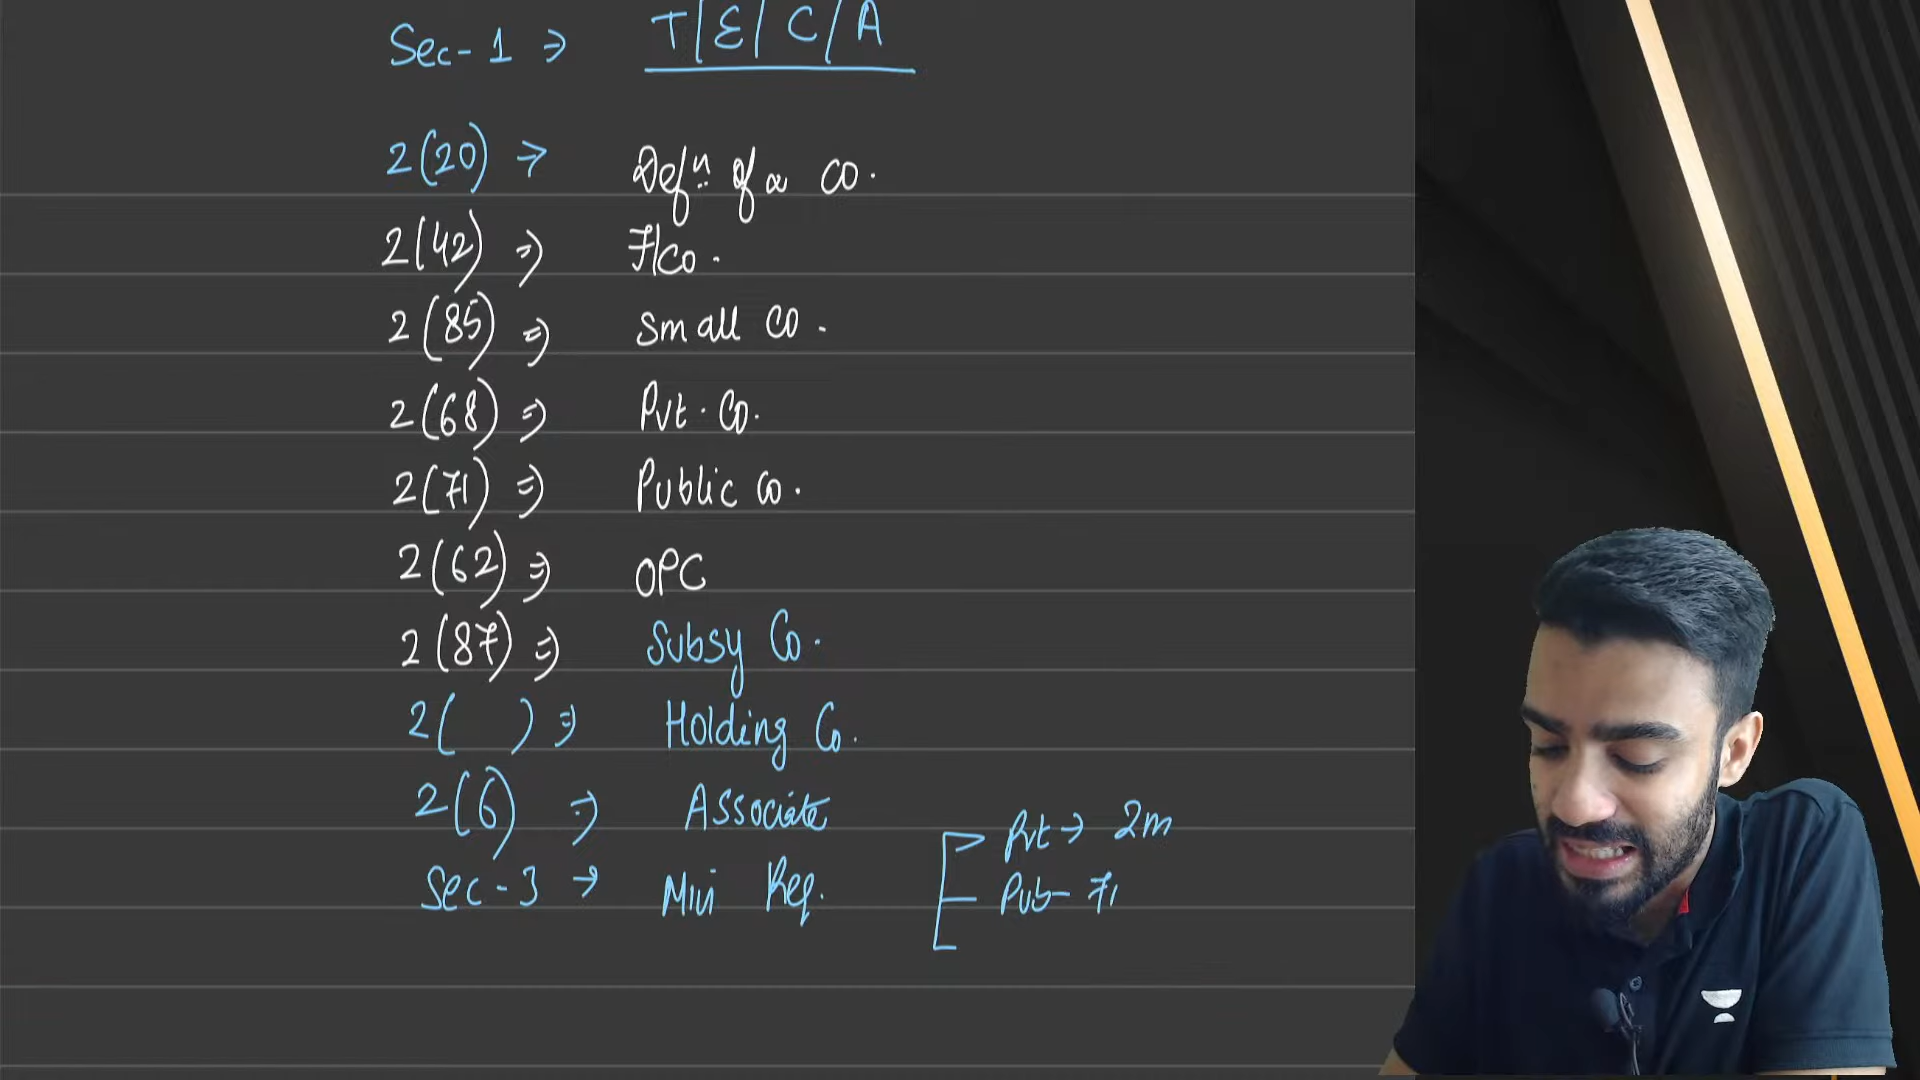 Sec-1 ⇒ T/E/C/A
2(20) ⇒ Defⁿ of a Co.
2(42) ⇒ F/Co.
2(85) ⇒ Small Co.
2(68) ⇒ Pvt. Co.
2(71) ⇒ Public Co.
2(62) ⇒ OPC
2(87) ⇒ Subsy Co.
2( ) ⇒ Holding Co.
2(6) ⇒ Associate
Sec-3 → Mini Req.
Pvt → 2m
Pub- 7